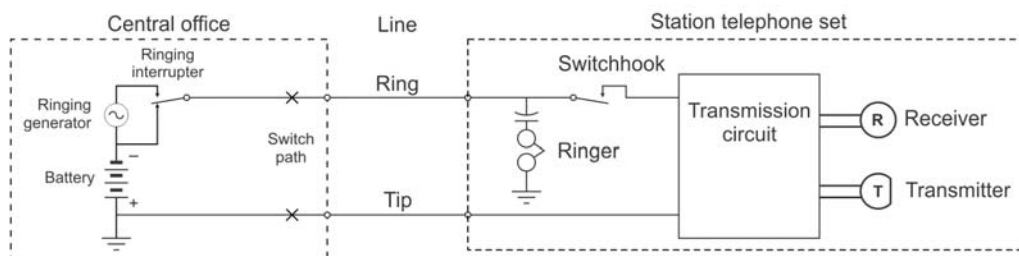 Central office
Line
Station telephone set
Ringing
interrupter
Ringing
generator
Ring
Switchhook
Switch
path
Ringer
Transmission
circuit
R
Receiver
−
Battery
+
Tip
T
Transmitter